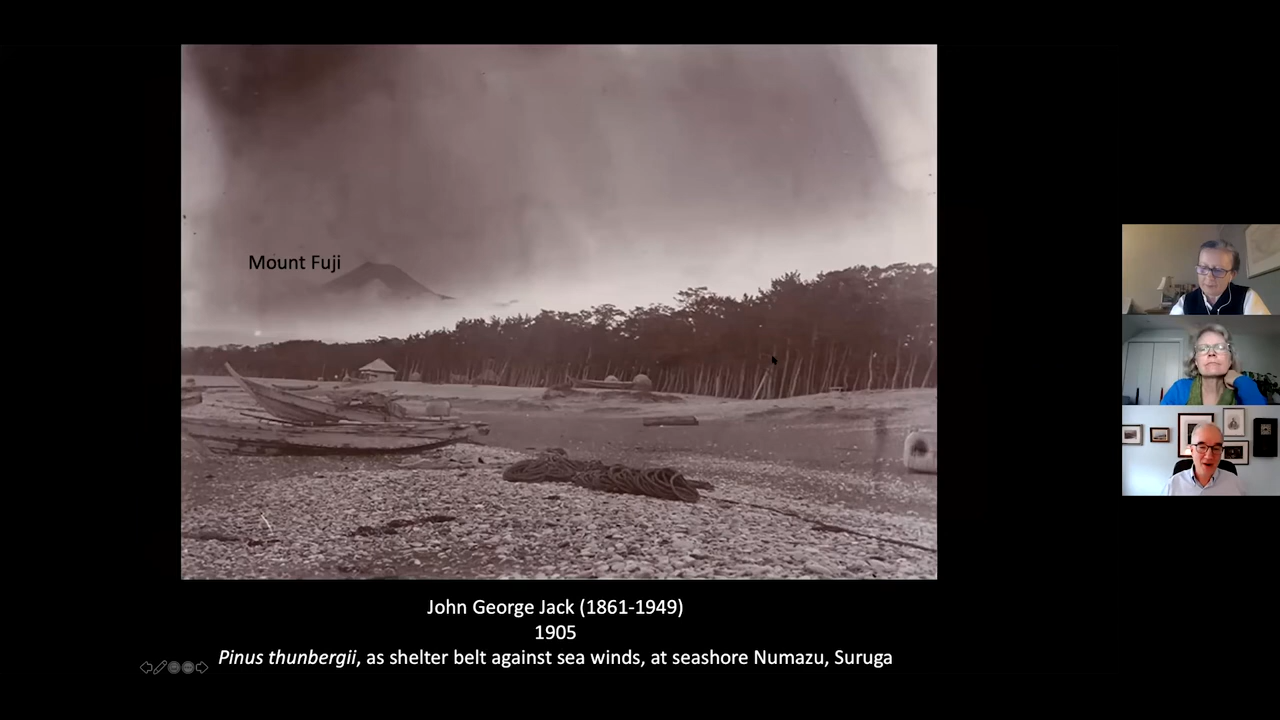 Mount Fuji
John George Jack (1861-1949)
1905
Pinus thunbergii, as shelter belt against sea winds, at seashore Numazu, Suruga